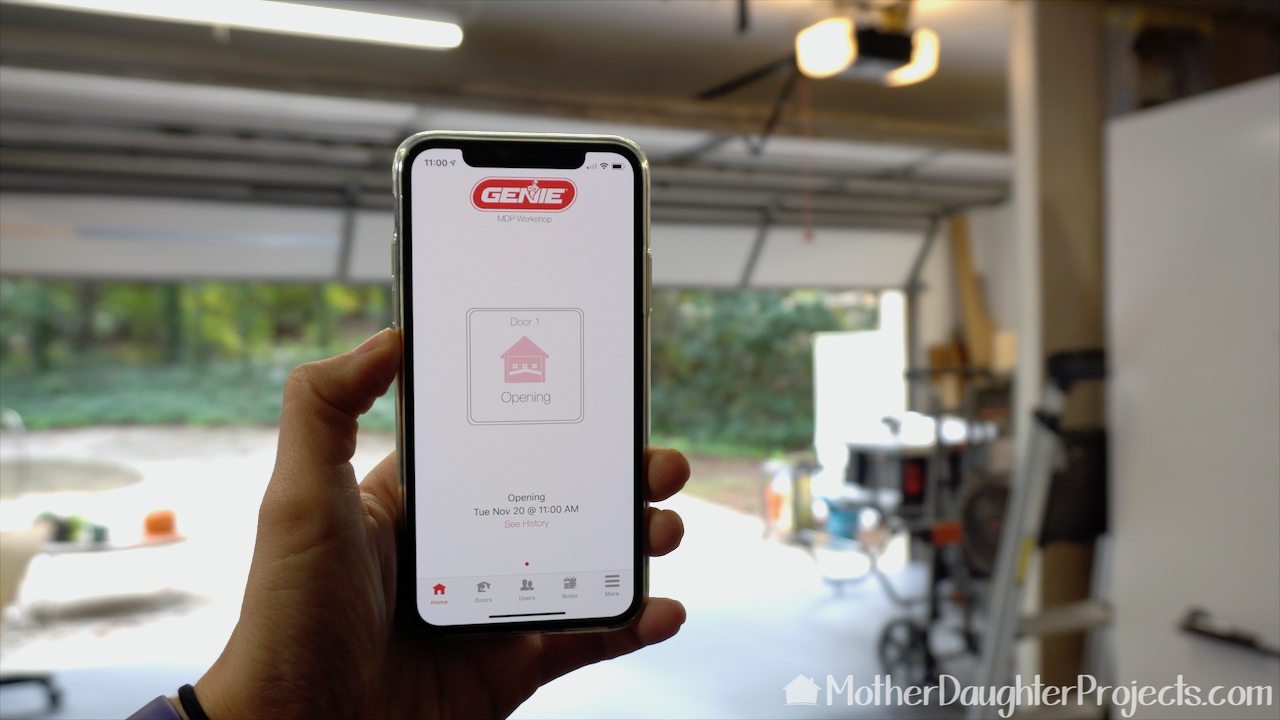 11:00
GENIE
MDP Workshop
Door 1
Opening
Opening
Tue Nov 20 @ 11:00 AM
See History
Home
Doors
Users
Rules
More
MotherDaughterProjects.com